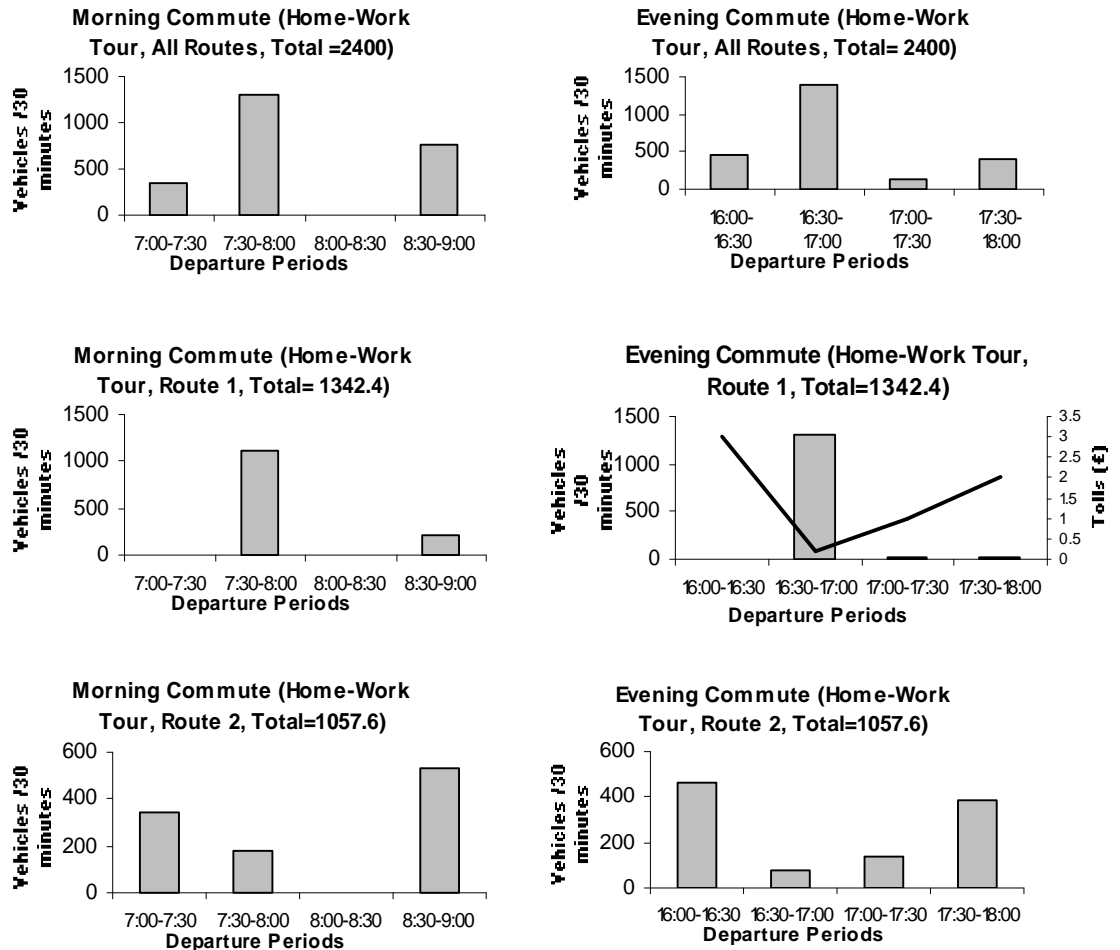 Morning Commute (Home-Work
Tour, All Routes, Total =2400)
Vehicles /30
minutes
1500
1000
500
0
7:00-7:30 7:30-8:00 8:00-8:30 8:30-9:00
Departure Periods
Evening Commute (Home-Work
Tour, All Routes, Total= 2400)
Vehicles /30
minutes
1500
1000
500
0
16:00- 16:30- 17:00- 17:30-
16:30 17:00 17:30 18:00
Departure Periods
Morning Commute (Home-Work
Tour, Route 1, Total= 1342.4)
Vehicles /30
minutes
1500
1000
500
0
7:00-7:30 7:30-8:00 8:00-8:30 8:30-9:00
Departure Periods
Evening Commute (Home-Work Tour,
Route 1, Total=1342.4)
Vehicles
/30
minutes
1500
1000
500
0
3.5
3
2.5
2
1.5
1
0.5
0
Tolls (£)
16:00-16:30 16:30-17:00 17:00-17:30 17:30-18:00
Departure Periods
Morning Commute (Home-Work
Tour, Route 2, Total=1057.6)
Vehicles /30
minutes
600
400
200
0
7:00-7:30 7:30-8:00 8:00-8:30 8:30-9:00
Departure Periods
Evening Commute (Home-Work
Tour, Route 2, Total=1057.6)
Vehicles /30
minutes
600
400
200
0
16:00-16:30 16:30-17:00 17:00-17:30 17:30-18:00
Departure Periods